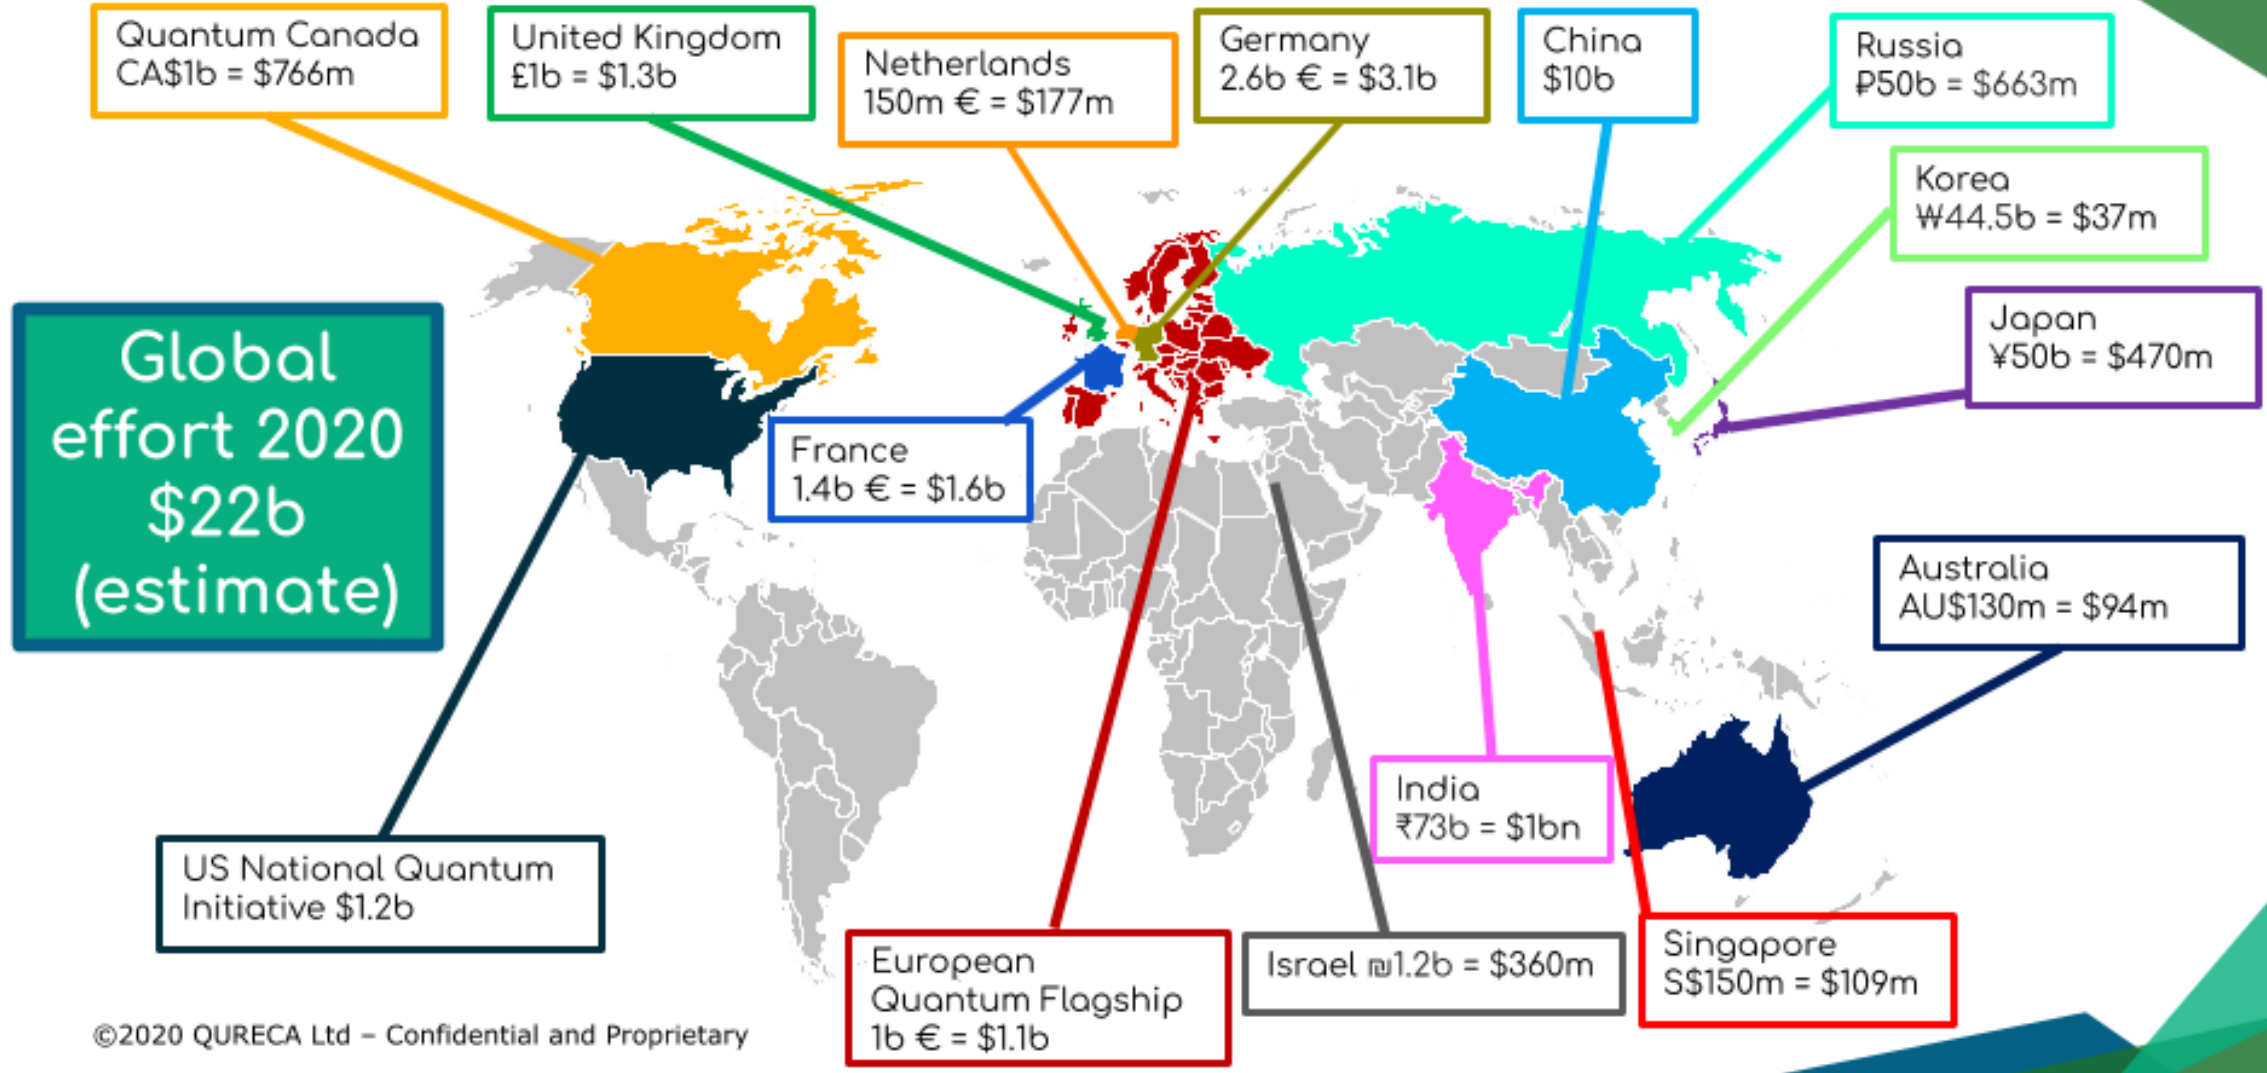 Quantum Canada
CA$1b = $766m
United Kingdom
£1b = $1.3b
Netherlands
150m € = $177m
Germany
2.6b € = $3.1b
China
$10b
Russia
₽50b = $663m
Korea
₩44.5b = $37m
Japan
¥50b = $470m
Global
effort 2020
$22b
(estimate)
France
1.4b € = $1.6b
Australia
AU$130m = $94m
India
₹73b = $1bn
US National Quantum
Initiative $1.2b
European
Quantum Flagship
1b € = $1.1b
Israel ₪1.2b = $360m
Singapore
S$150m = $109m
©2020 QURECA Ltd – Confidential and Proprietary